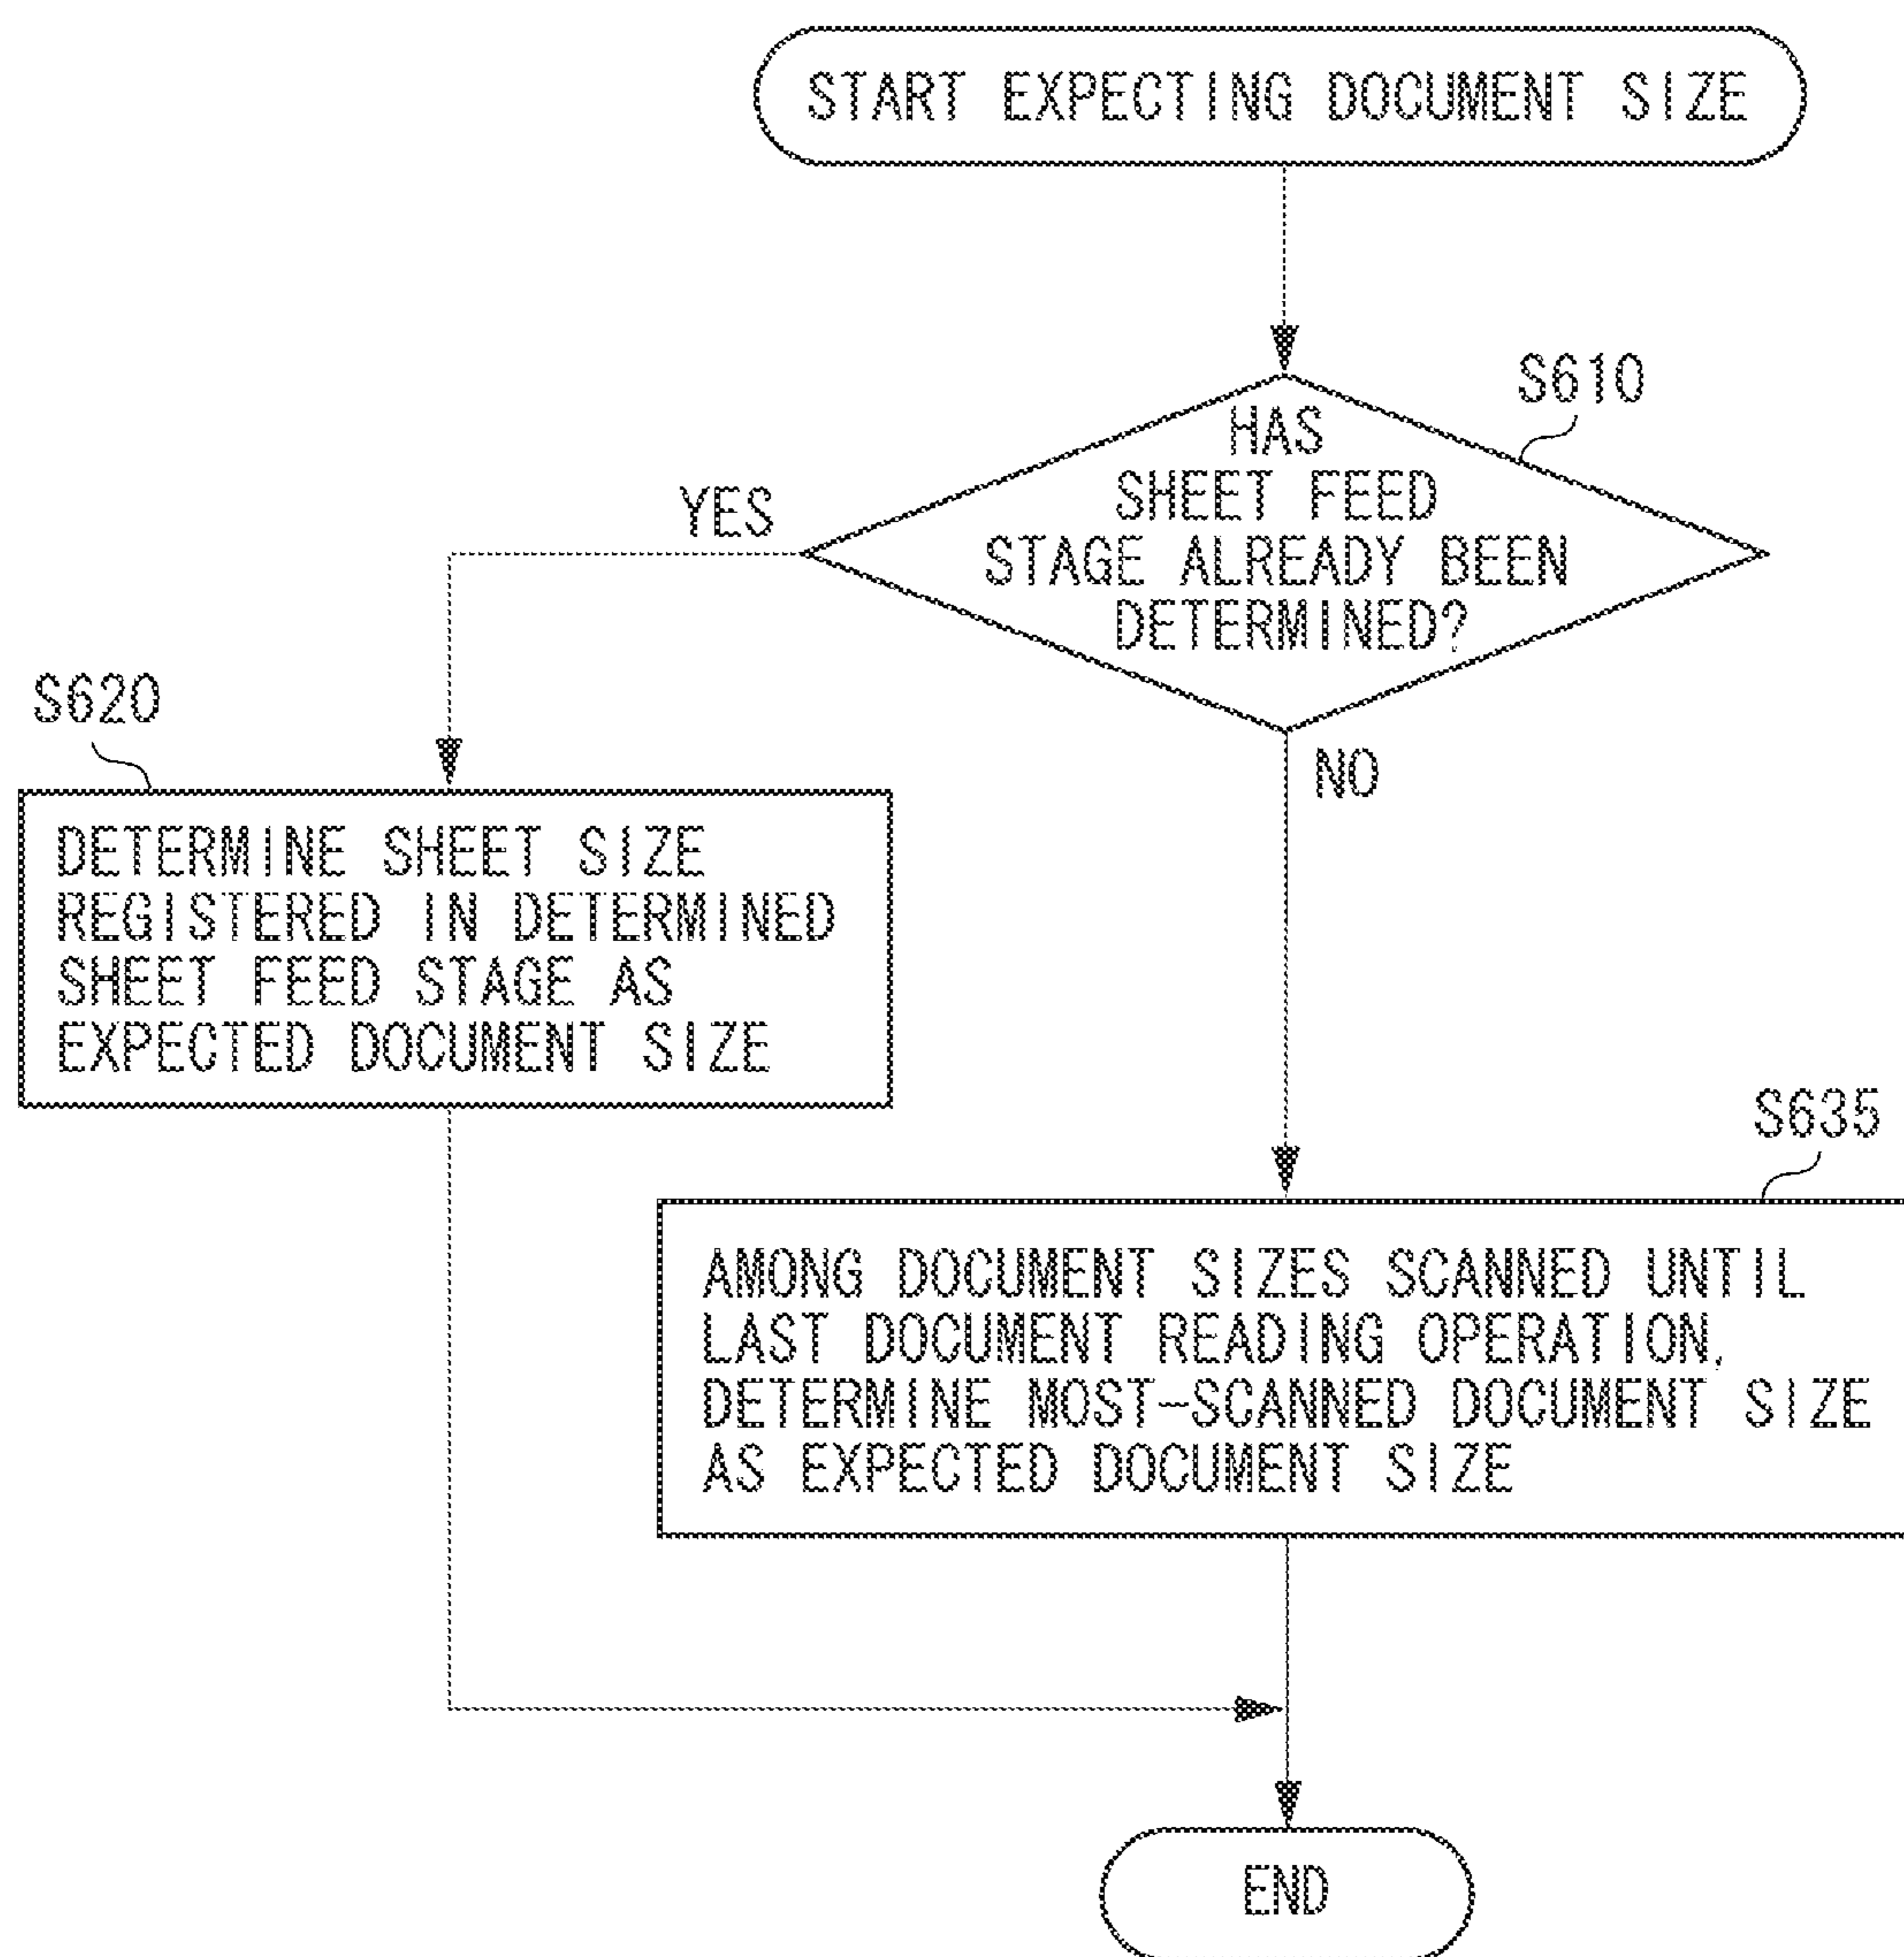 START EXPECTING DOCUMENT SIZE
S610
HAS
SHEET FEED
STAGE ALREADY BEEN
DETERMINED?
YES
NO
S620
DETERMINE SHEET SIZE
REGISTERED IN DETERMINED
SHEET FEED STAGE AS
EXPECTED DOCUMENT SIZE
S635
AMONG DOCUMENT SIZES SCANNED UNTIL
LAST DOCUMENT READING OPERATION,
DETERMINE MOST-SCANNED DOCUMENT SIZE
AS EXPECTED DOCUMENT SIZE
END